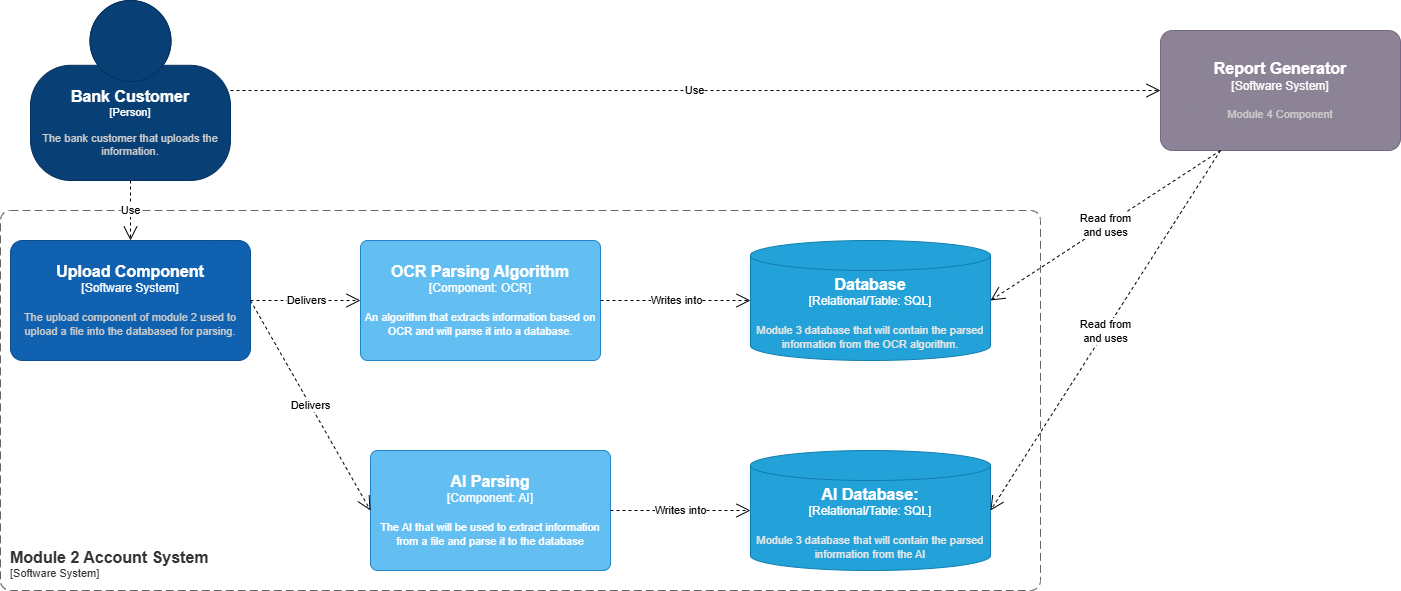 Bank Customer
[Person]
The bank customer that uploads the
information.
Use
Report Generator
[Software System]
Module 4 Component
Use
Read from
and uses
Read from
and uses
Upload Component
[Software System]
The upload component of module 2 used to
upload a file into the databased for parsing.
Delivers
OCR Parsing Algorithm
[Component: OCR]
An algorithm that extracts information based on
OCR and will parse it into a database.
Writes into
Database
[Relational/Table: SQL]
Module 3 database that will contain the parsed
information from the OCR algorithm.
Delivers
AI Parsing
[Component: AI]
The AI that will be used to extract information
from a file and parse it to the database
Writes into
AI Database:
[Relational/Table: SQL]
Module 3 database that will contain the parsed
information from the AI
Module 2 Account System
[Software System]